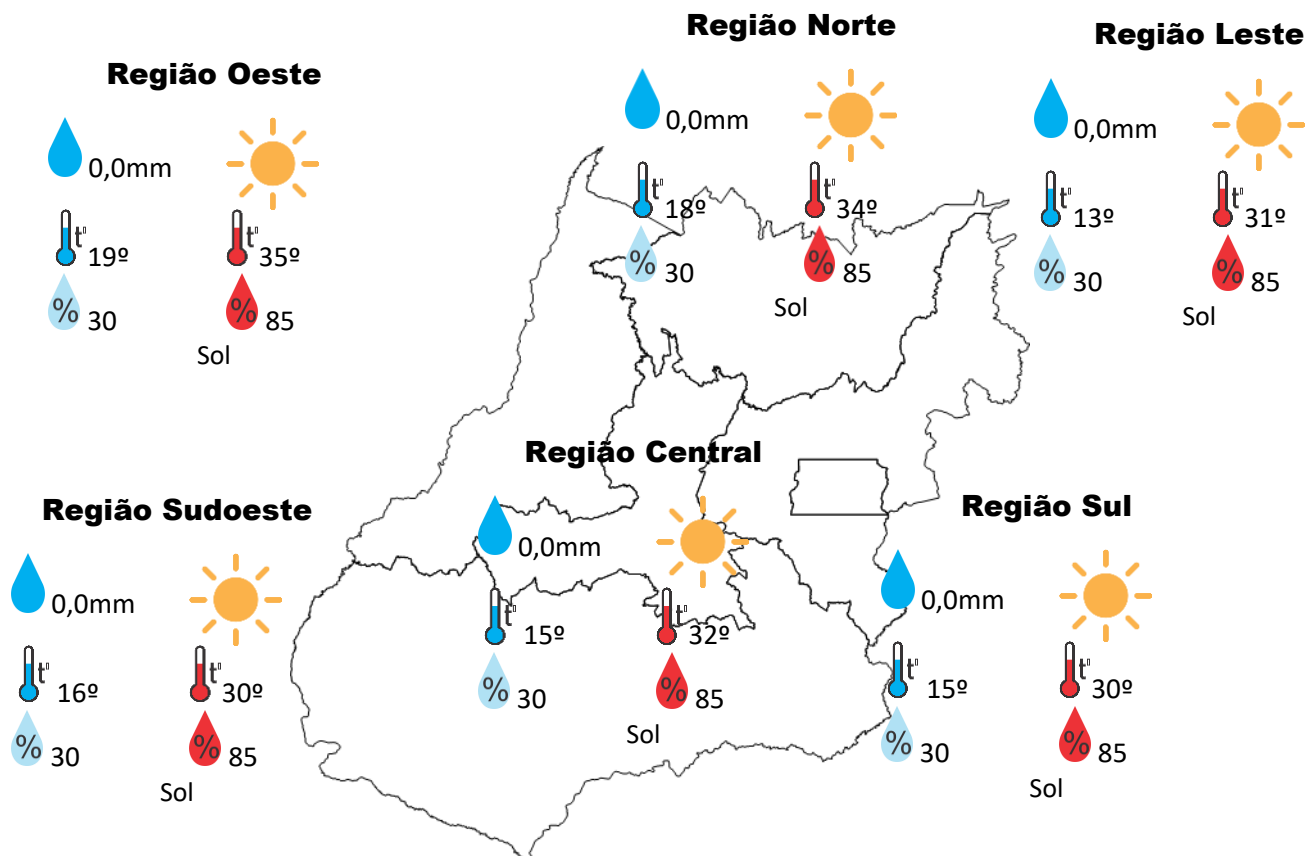 Região Norte
0,0mm
t°
18º
t°
34º
%
30
%
85
Sol
Região Leste
0,0mm
t°
13º
t°
31º
%
30
%
85
Sol
Região Oeste
0,0mm
t°
19º
t°
35º
%
30
%
85
Sol
Região Central
0,0mm
t°
15º
t°
32º
%
30
%
85
Sol
Região Sudoeste
0,0mm
t°
16º
t°
30º
%
30
%
85
Sol
Região Sul
0,0mm
t°
15º
t°
30º
%
30
%
85
Sol